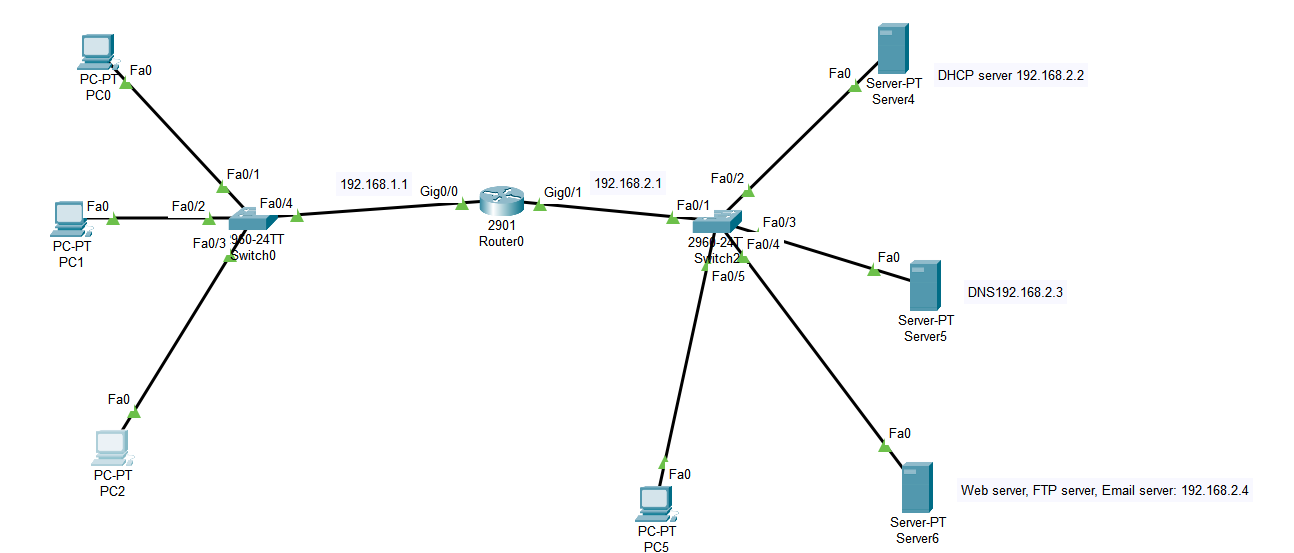 PC-PT
PC0
Fa0
Fa0/1
Fa0
Fa0/2
PC-PT
PC1
Fa0/4
Fa0/3
960-24TT
Switch0
Fa0
PC-PT
PC2
192.168.1.1
Gig0/0
2901
Router0
Gig0/1
192.168.2.1
Fa0/1
2960-24T
Switch2
Fa0/2
Fa0/3
Fa0/4
Fa0/5
Fa0
Server-PT
Server4
DHCP server 192.168.2.2
Fa0
Server-PT
Server5
DNS192.168.2.3
Fa0
Server-PT
Server6
Web server, FTP server, Email server: 192.168.2.4
Fa0
PC-PT
PC5